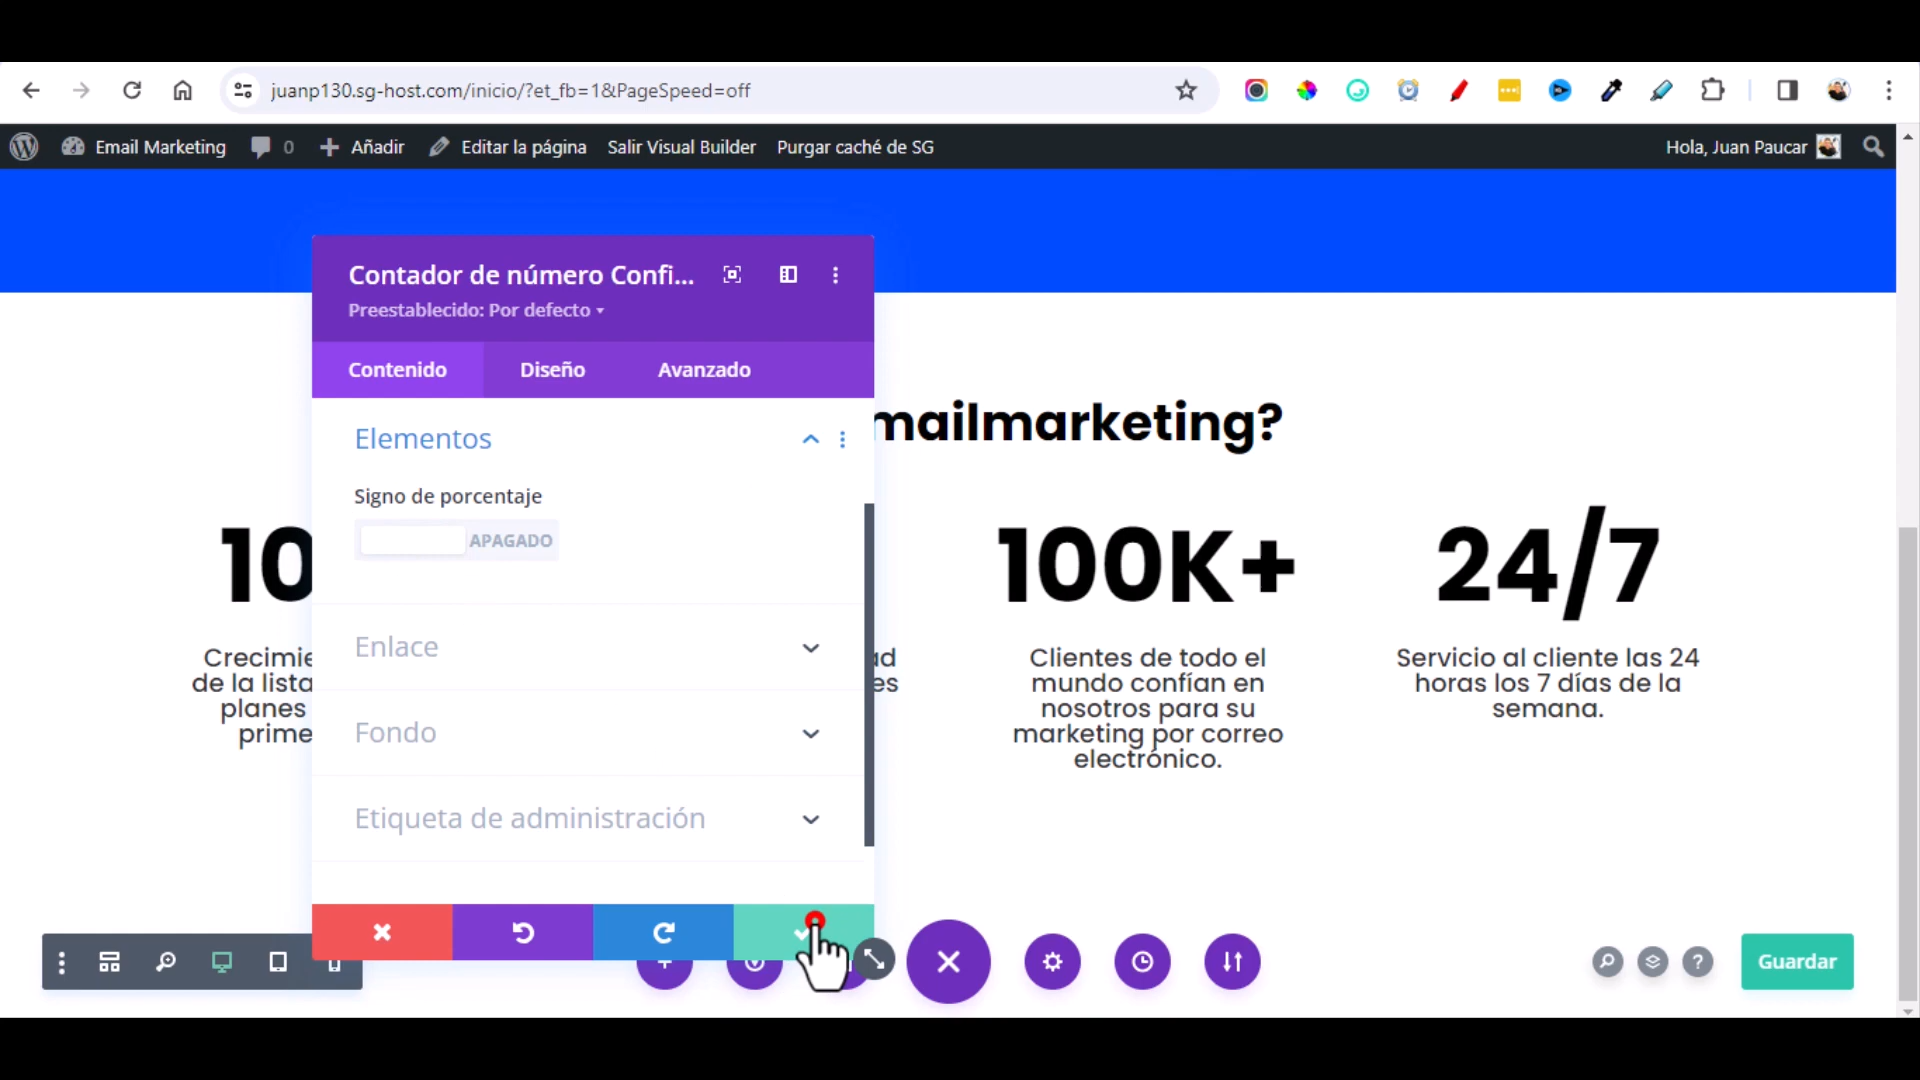 juanp130.sg-host.com/inicio/?et_fb=1&PageSpeed=off
Email Marketing
0
Añadir
Editar la página
Salir Visual Builder
Purgar caché de SG
Hola, Juan Paucar
Contador de número Confi...
Preestablecido: Por defecto
Contenido
Diseño
Avanzado
Elementos
Signo de porcentaje
APAGADO
Enlace
Fondo
Etiqueta de administración
mailmarketing?
10
100K+
24/7
Crecimie
de la lista
planes
prime
ad
es
Clientes de todo el
mundo confían en
nosotros para su
marketing por correo
electrónico.
Servicio al cliente las 24
horas los 7 días de la
semana.
Guardar